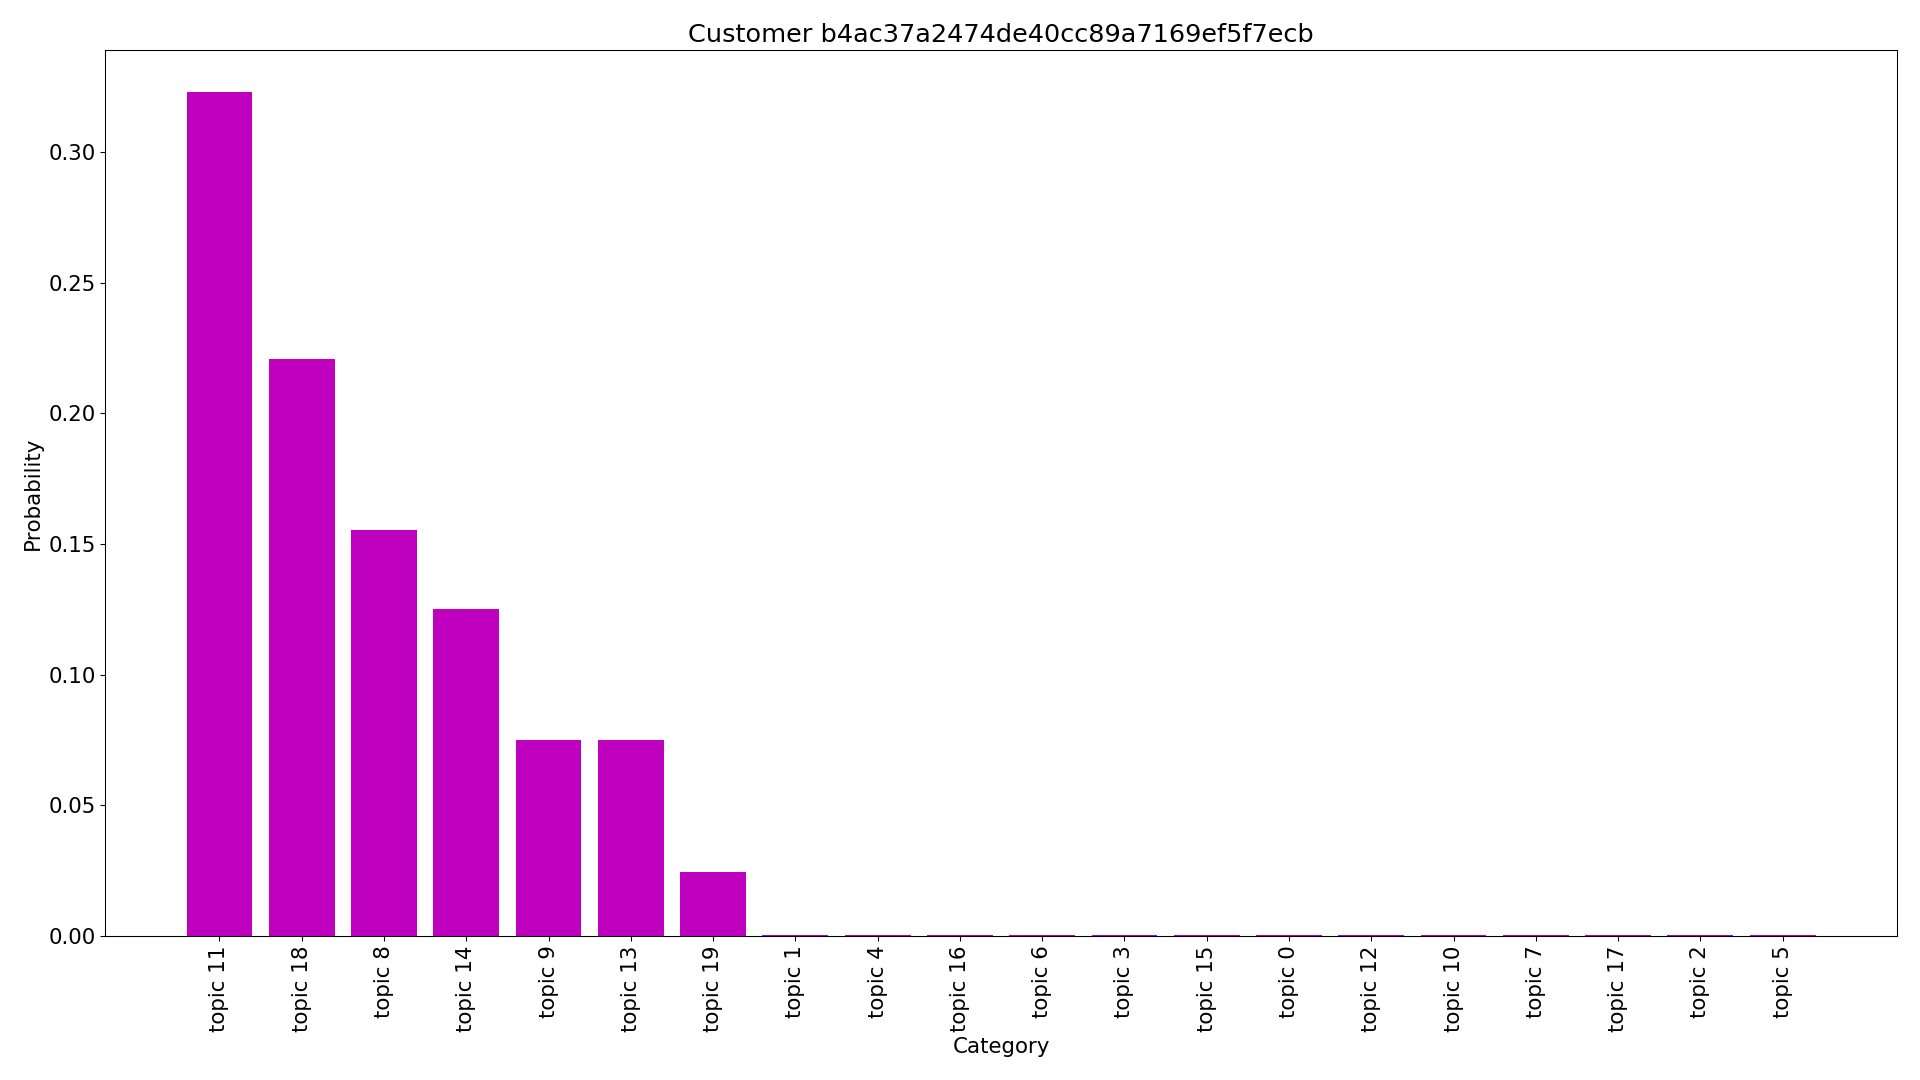 Customer b4ac37a2474de40cc89a7169ef5f7ecb
Probability
0.30
0.25
0.20
0.15
0.10
0.05
0.00
topic 11
topic 18
topic 8
topic 14
topic 9
topic 13
topic 19
topic 1
topic 4
topic 16
topic 6
topic 3
topic 15
topic 0
topic 12
topic 10
topic 7
topic 17
topic 2
topic 5
Category